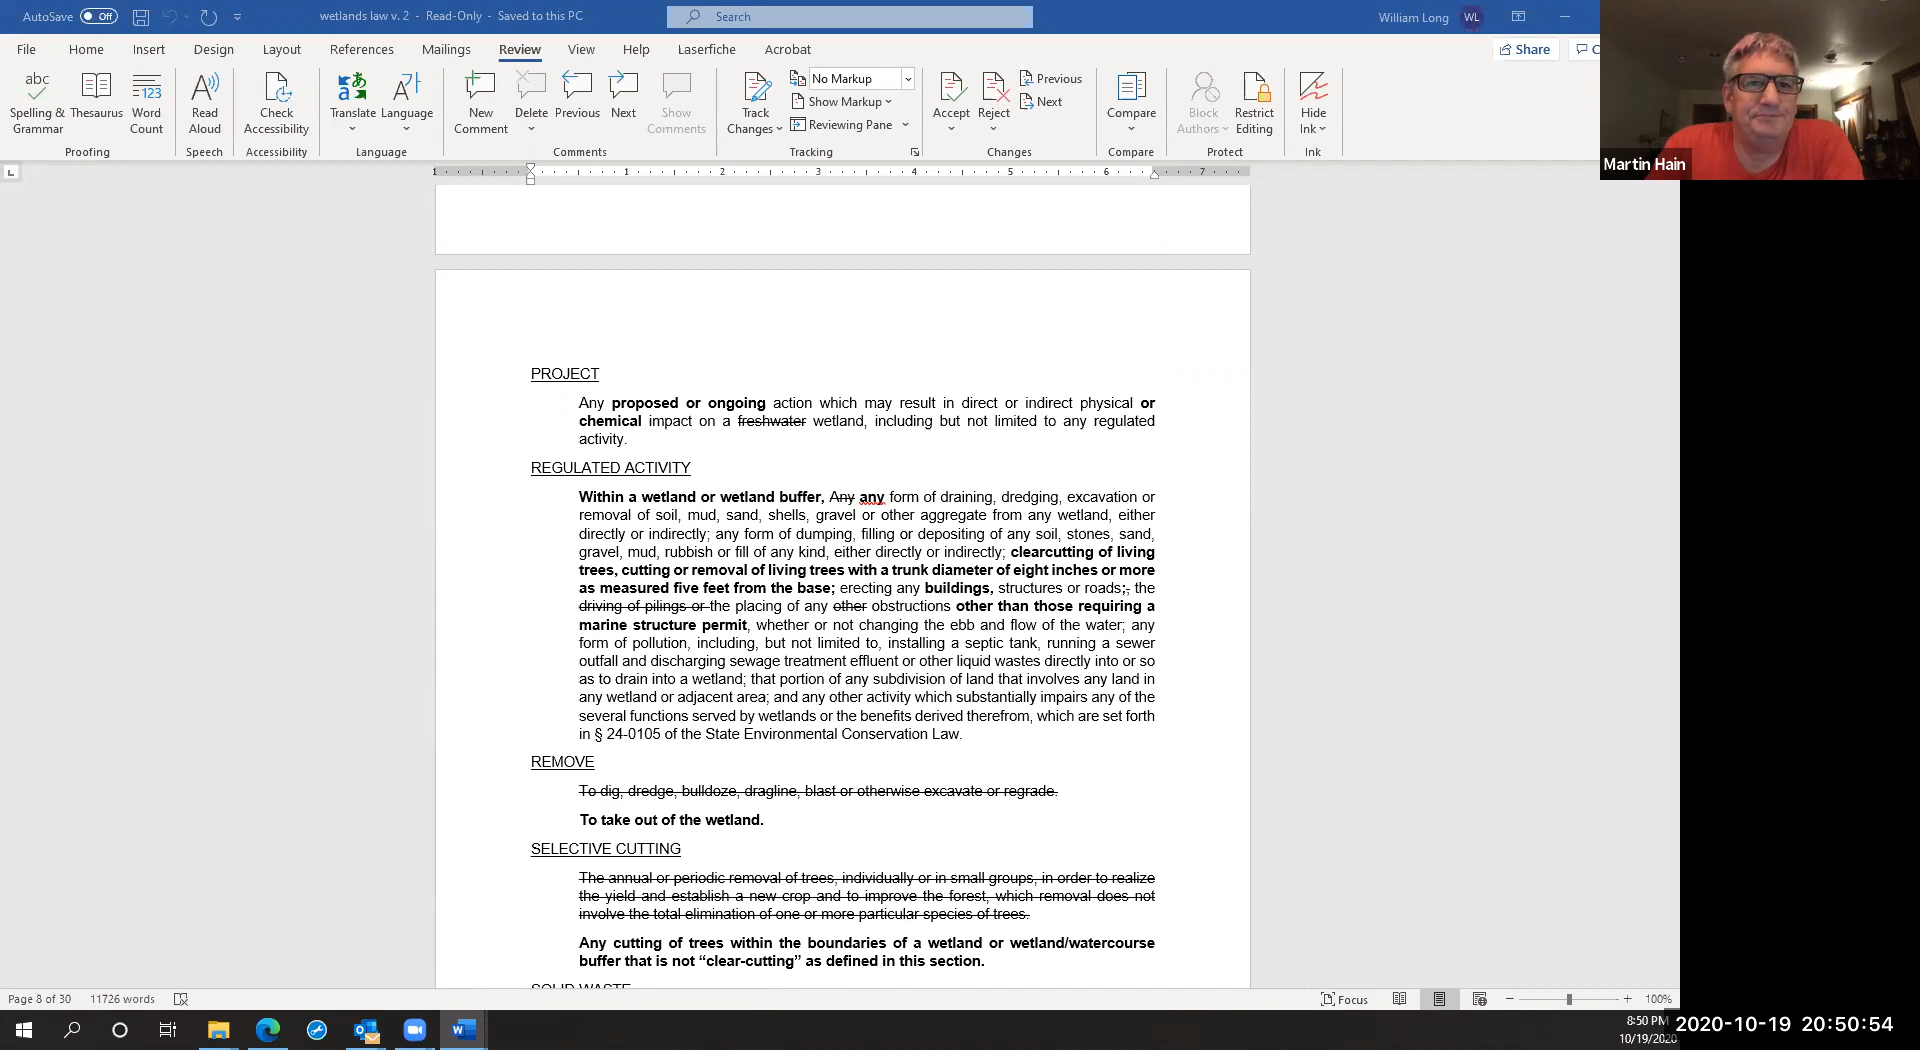 AutoSave Off wetlands law v. 2 - Read-Only - Saved to this PC Search William Long WL
File Home Insert Design Layout References Mailings Review View Help Laserfiche Acrobat Share C
abc
Spelling & Grammar Thesaurus 123 Word Count Read Aloud Check Accessibility Translate Language New Comment Delete Previous Next Show Comments Track Changes No Markup Show Markup Reviewing Pane Accept Reject Previous Next Compare Block Authors Restrict Editing Hide Ink
Proofing Speech Accessibility Language Comments Tracking Changes Compare Protect Ink
Martin Hain
1 1 2 3 4 5 6 7
PROJECT
Any proposed or ongoing action which may result in direct or indirect physical or
chemical impact on a freshwater wetland, including but not limited to any regulated
activity.
REGULATED ACTIVITY
Within a wetland or wetland buffer, Any any form of draining, dredging, excavation or
removal of soil, mud, sand, shells, gravel or other aggregate from any wetland, either
directly or indirectly; any form of dumping, filling or depositing of any soil, stones, sand,
gravel, mud, rubbish or fill of any kind, either directly or indirectly; clearcutting of living
trees, cutting or removal of living trees with a trunk diameter of eight inches or more
as measured five feet from the base; erecting any buildings, structures or roads;, the
driving of pilings or the placing of any other obstructions other than those requiring a
marine structure permit, whether or not changing the ebb and flow of the water; any
form of pollution, including, but not limited to, installing a septic tank, running a sewer
outfall and discharging sewage treatment effluent or other liquid wastes directly into or so
as to drain into a wetland; that portion of any subdivision of land that involves any land in
any wetland or adjacent area; and any other activity which substantially impairs any of the
several functions served by wetlands or the benefits derived therefrom, which are set forth
in § 24-0105 of the State Environmental Conservation Law.
REMOVE
To dig, dredge, bulldoze, dragline, blast or otherwise excavate or regrade.
To take out of the wetland.
SELECTIVE CUTTING
The annual or periodic removal of trees, individually or in small groups, in order to realize
the yield and establish a new crop and to improve the forest, which removal does not
involve the total elimination of one or more particular species of trees.
Any cutting of trees within the boundaries of a wetland or wetland/watercourse
buffer that is not “clear-cutting” as defined in this section.
SOLID WASTE
Page 8 of 30 11726 words Focus 100%
8:50 PM
10/19/2020
2020-10-19 20:50:54